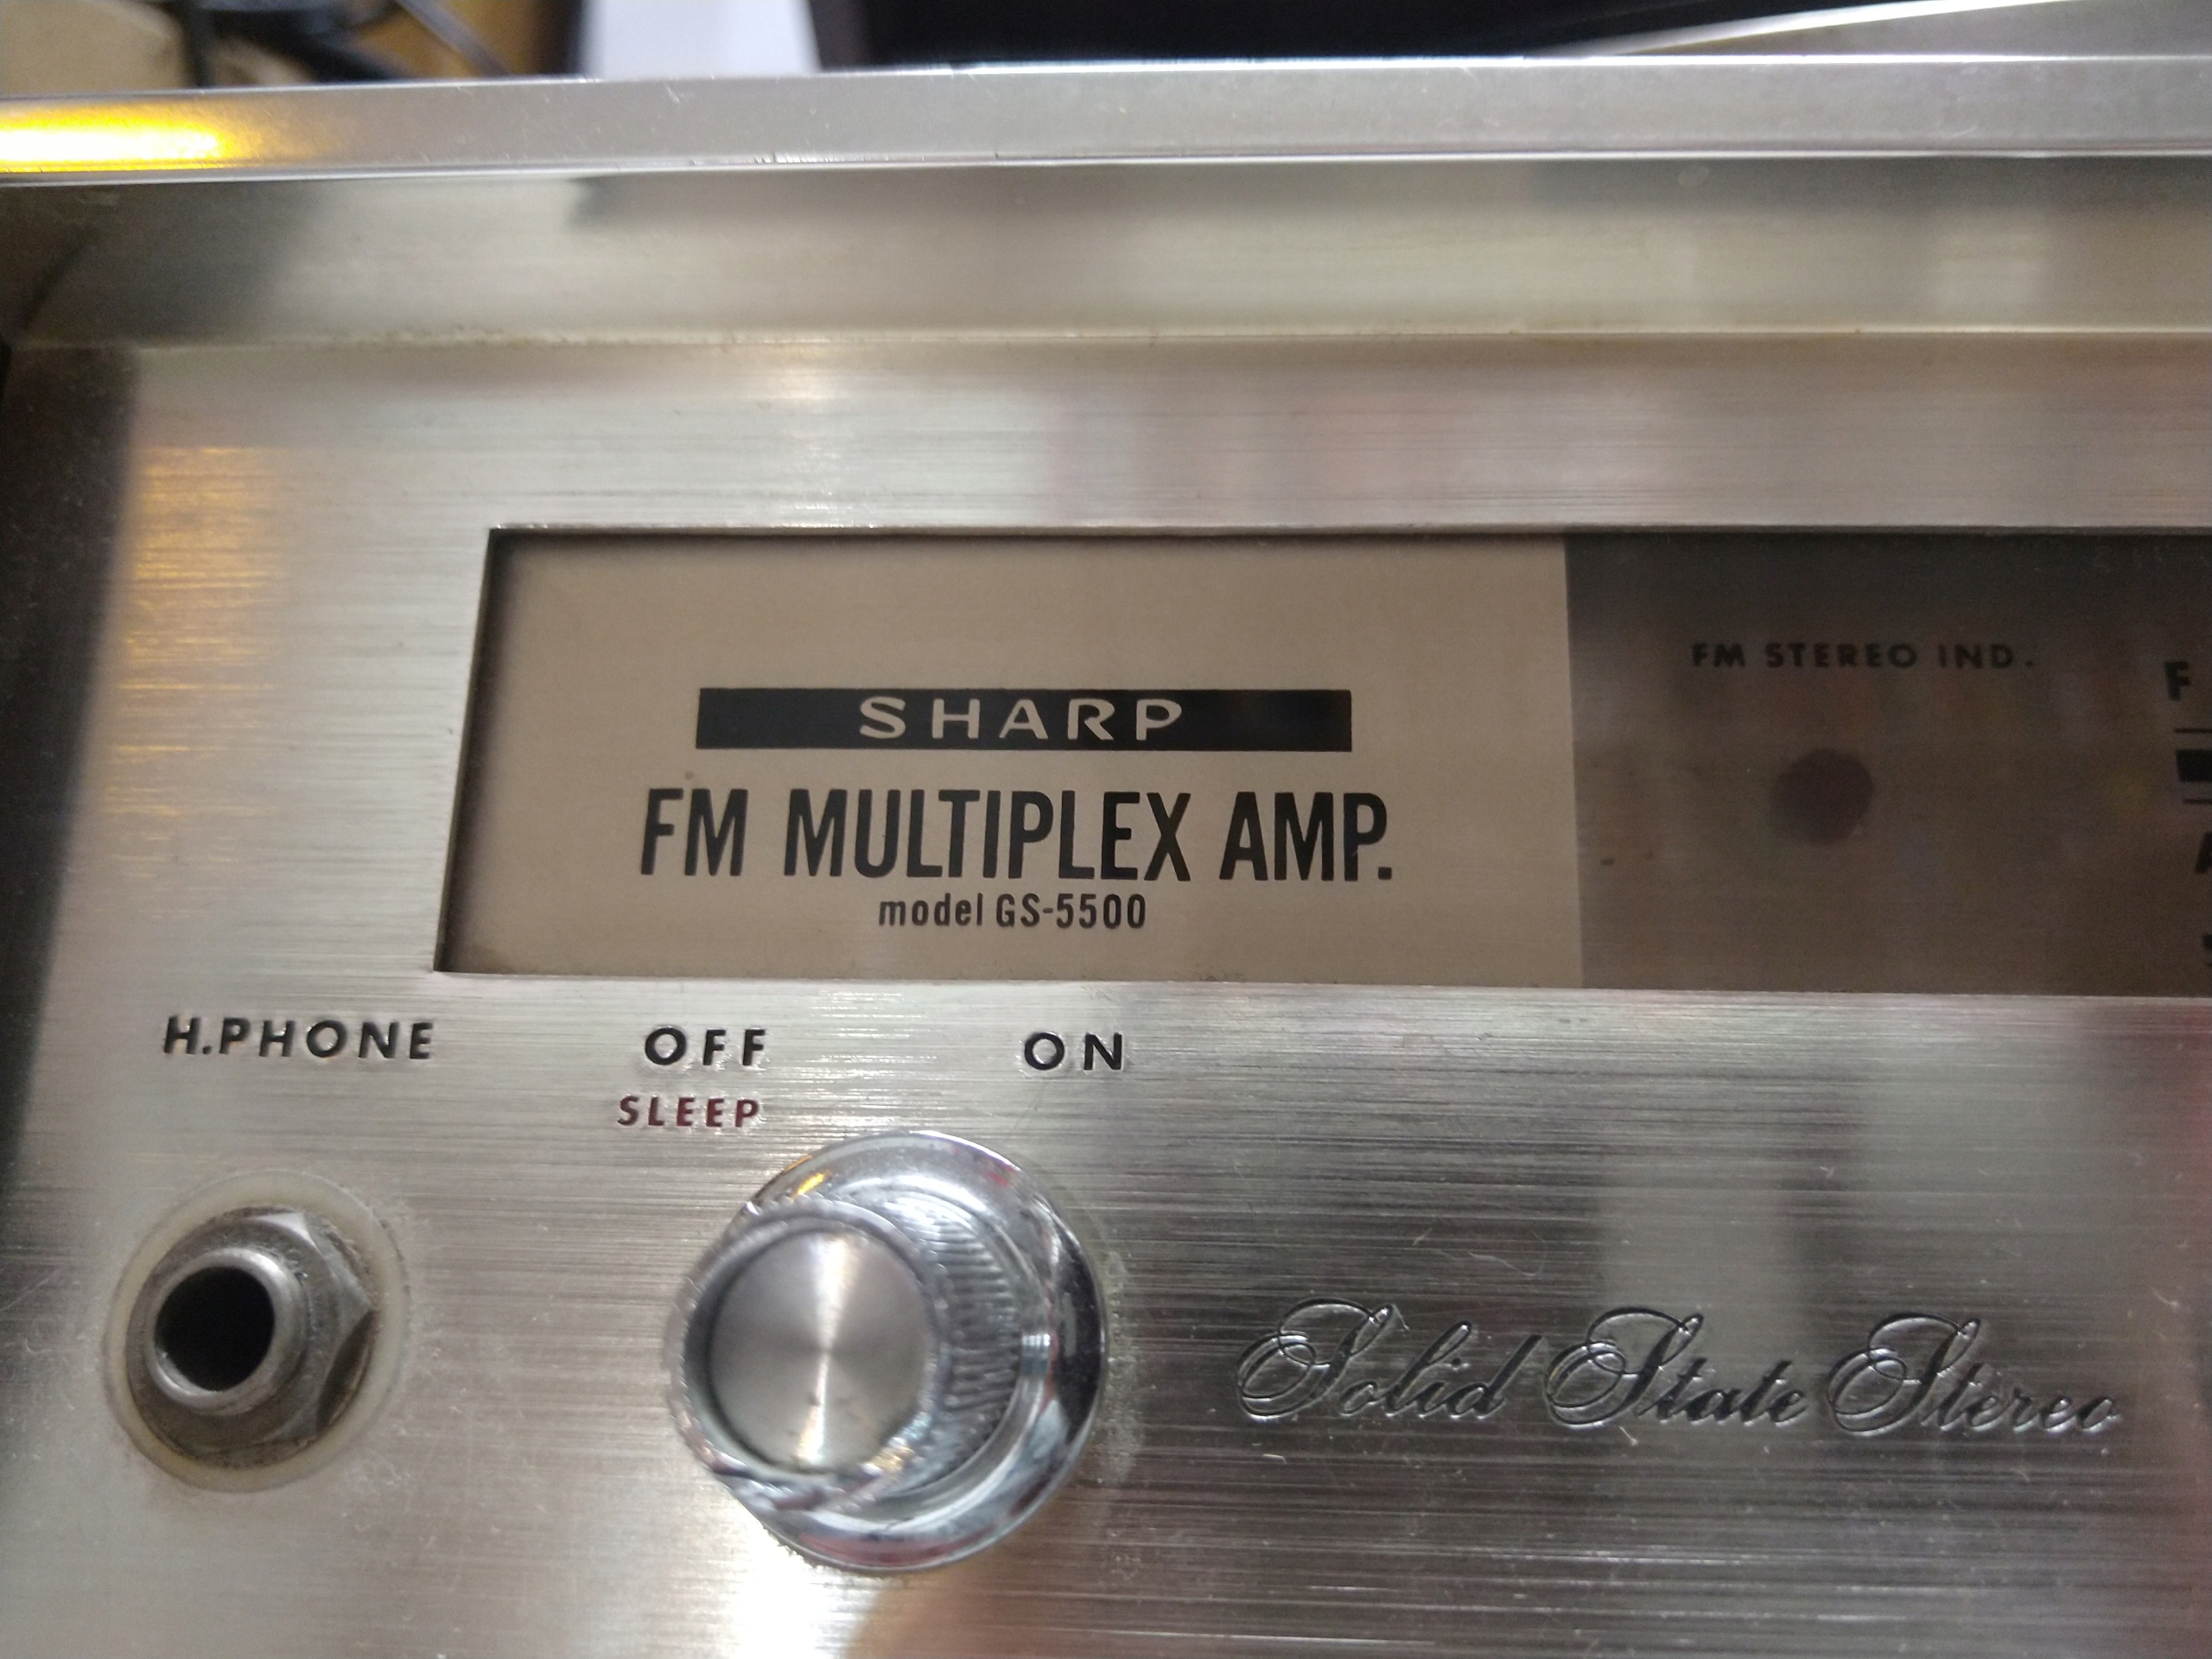 SHARP
FM MULTIPLEX AMP.
model GS-5500
FM STEREO IND.
H.PHONE
OFF
ON
SLEEP
Solid State Stereo